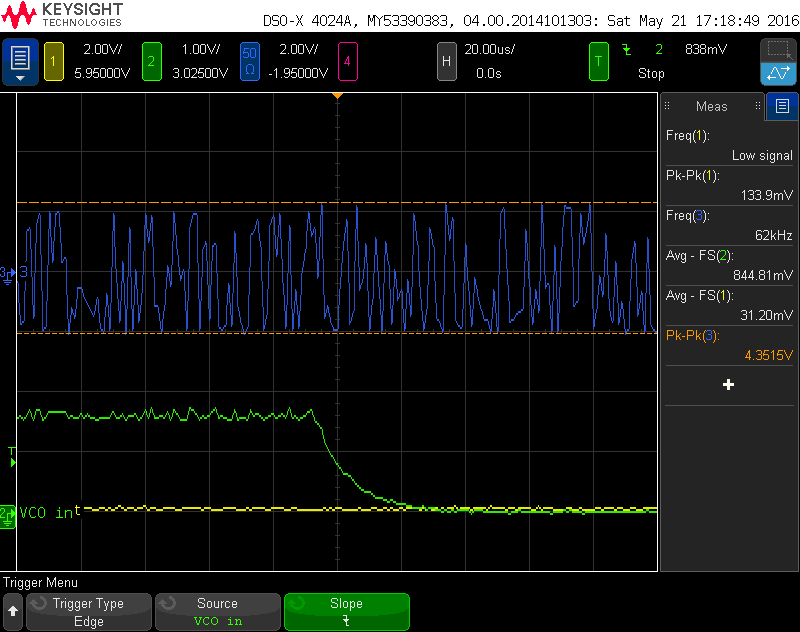 KEYSIGHT
TECHNOLOGIES
DSO-X 4024A, MY53390383, 04.00.2014101303: Sat May 21 17:18:49 2016
1 2.00V/ 5.95000V
2 1.00V/ 3.02500V
50 Ω 2.00V/ -1.95000V
4
H 20.00us/ 0.0s
T 2 838mV
Stop
Meas
Freq(1):
Low signal
Pk-Pk(1):
133.9mV
Freq(3):
62kHz
Avg - FS(2):
844.81mV
Avg - FS(1):
31.20mV
Pk-Pk(3):
4.3515V
+
3 3
T
2 VCO in t
Trigger Menu
Trigger Type
Edge
Source
VCO in
Slope